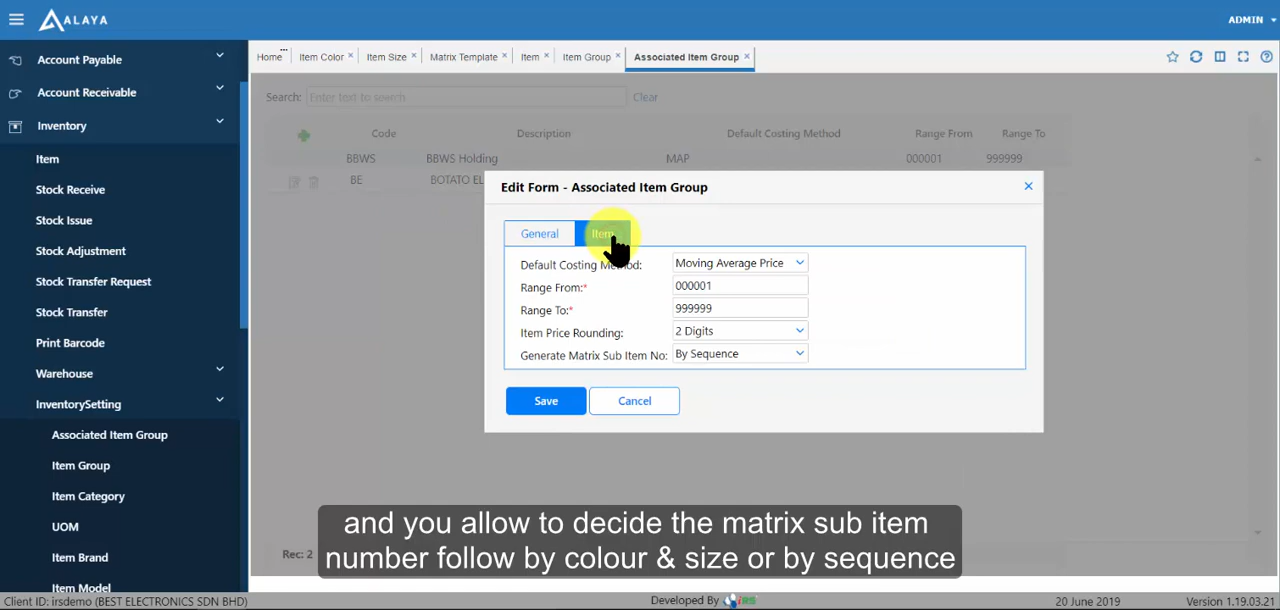 ALAYA
ADMIN
Account Payable
Account Receivable
Inventory
Item
Stock Receive
Stock Issue
Stock Adjustment
Stock Transfer Request
Stock Transfer
Print Barcode
Warehouse
InventorySetting
Associated Item Group
Item Group
Item Category
UOM
Item Brand
Item Model
Home Item Color Item Size Matrix Template Item Item Group Associated Item Group
Search: Enter text to search Clear
Code Description Default Costing Method Range From Range To
BBWS BBWS Holding MAP 000001 999999
BE BOTATO EL
Edit Form - Associated Item Group
General Item
Default Costing Method: Moving Average Price
Range From:* 000001
Range To:* 999999
Item Price Rounding: 2 Digits
Generate Matrix Sub Item No: By Sequence
Save Cancel
Rec: 2
and you allow to decide the matrix sub item
number follow by colour & size or by sequence
Client ID: irsdemo (BEST ELECTRONICS SDN BHD) Developed By iRS 20 June 2019 Version 1.19.03.21